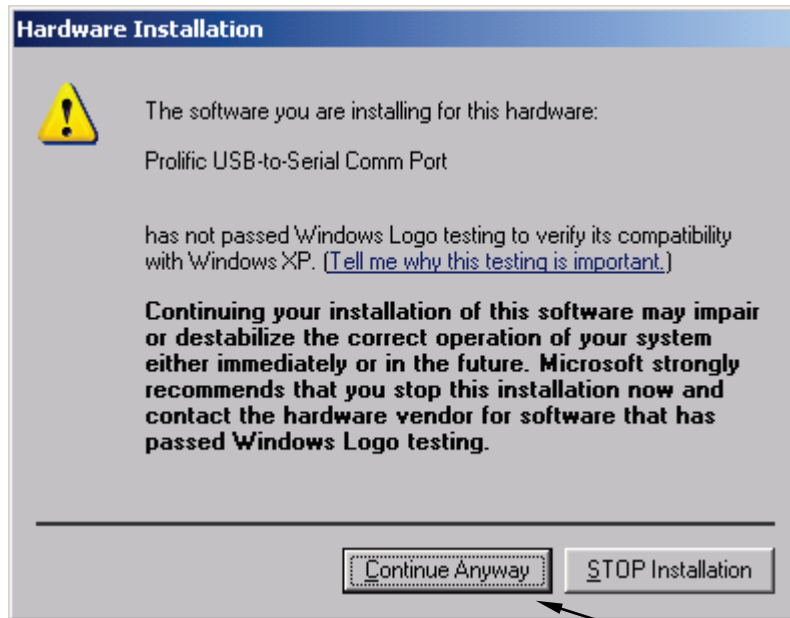 Hardware Installation
The software you are installing for this hardware:
Prolific USB-to-Serial Comm Port
has not passed Windows Logo testing to verify its compatibility
with Windows XP. (Tell me why this testing is important.)
Continuing your installation of this software may impair
or destabilize the correct operation of your system
either immediately or in the future. Microsoft strongly
recommends that you stop this installation now and
contact the hardware vendor for software that has
passed Windows Logo testing.
Continue Anyway STOP Installation